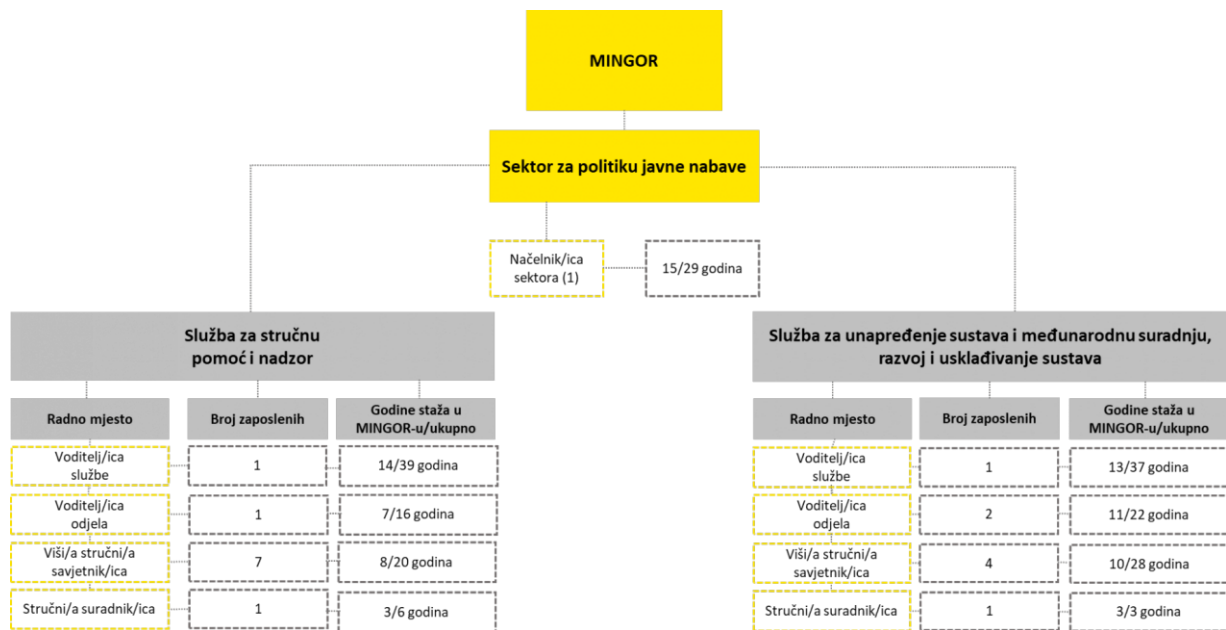 MINGOR
Sektor za politiku javne nabave
Načelnik/ica
sektora (1)
15/29 godina
Služba za stručnu
pomoć i nadzor
Radno mjesto
Broj zaposlenih
Godine staža u
MINGOR-u/ukupno
Voditelj/ica
službe
1
14/39 godina
Voditelj/ica
odjela
1
7/16 godina
Viši/a stručni/a
savjetnik/ica
7
8/20 godina
Stručni/a suradnik/ica
1
3/6 godina
Služba za unapređenje sustava i međunarodnu suradnju,
razvoj i usklađivanje sustava
Radno mjesto
Broj zaposlenih
Godine staža u
MINGOR-u/ukupno
Voditelj/ica
službe
1
13/37 godina
Voditelj/ica
odjela
2
11/22 godina
Viši/a stručni/a
savjetnik/ica
4
10/28 godina
Stručni/a suradnik/ica
1
3/3 godina